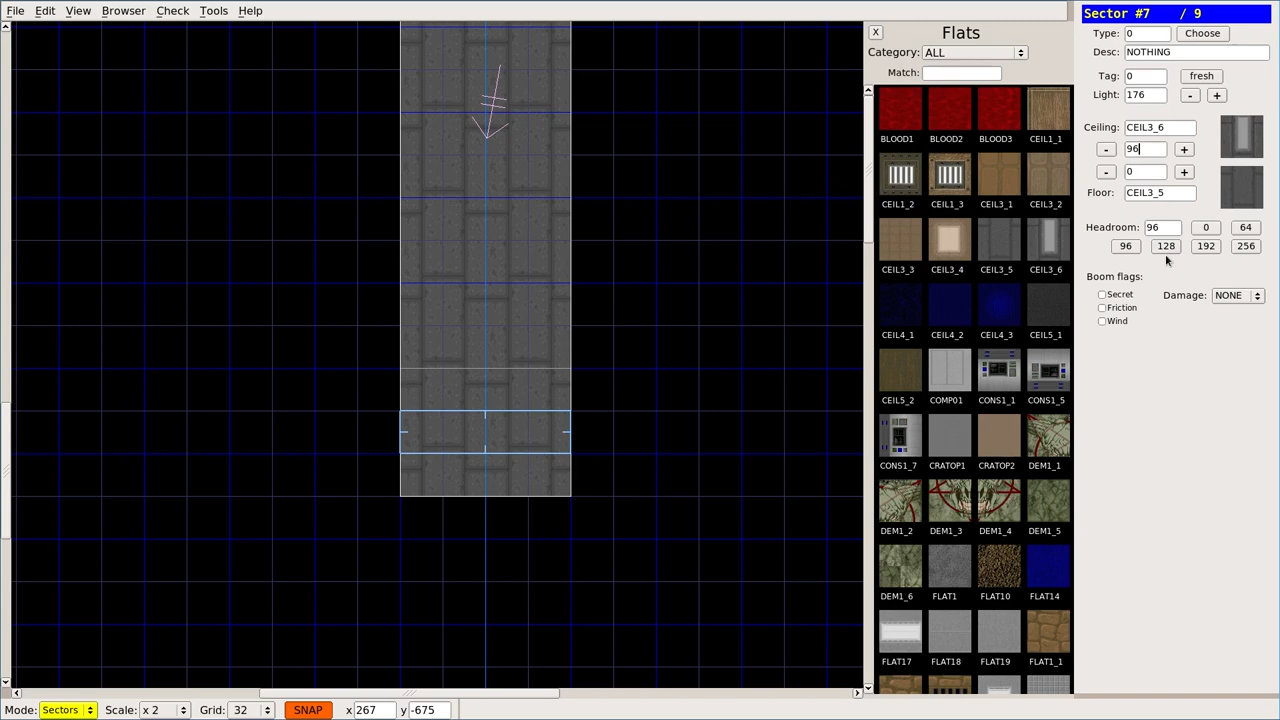 File Edit View Browser Check Tools Help
X Flats
Category: ALL
Match:
BLOOD1 BLOOD2 BLOOD3 CEIL1_1
CEIL1_2 CEIL1_3 CEIL3_1 CEIL3_2
CEIL3_3 CEIL3_4 CEIL3_5 CEIL3_6
CEIL4_1 CEIL4_2 CEIL4_3 CEIL5_1
CEIL5_2 COMP01 CONS1_1 CONS1_5
CONS1_7 CRATOP1 CRATOP2 DEM1_1
DEM1_2 DEM1_3 DEM1_4 DEM1_5
DEM1_6 FLAT1 FLAT10 FLAT14
FLAT17 FLAT18 FLAT19 FLAT1_1
Sector #7 / 9
Type: 0 Choose
Desc: NOTHING
Tag: 0 fresh
Light: 176 - +
Ceiling: CEIL3_6
- 96 +
- 0 +
Floor: CEIL3_5
Headroom: 96 0 64
96 128 192 256
Boom flags:
Secret Damage: NONE
Friction
Wind
Mode: Sectors Scale: x 2 Grid: 32 SNAP x 267 y -675